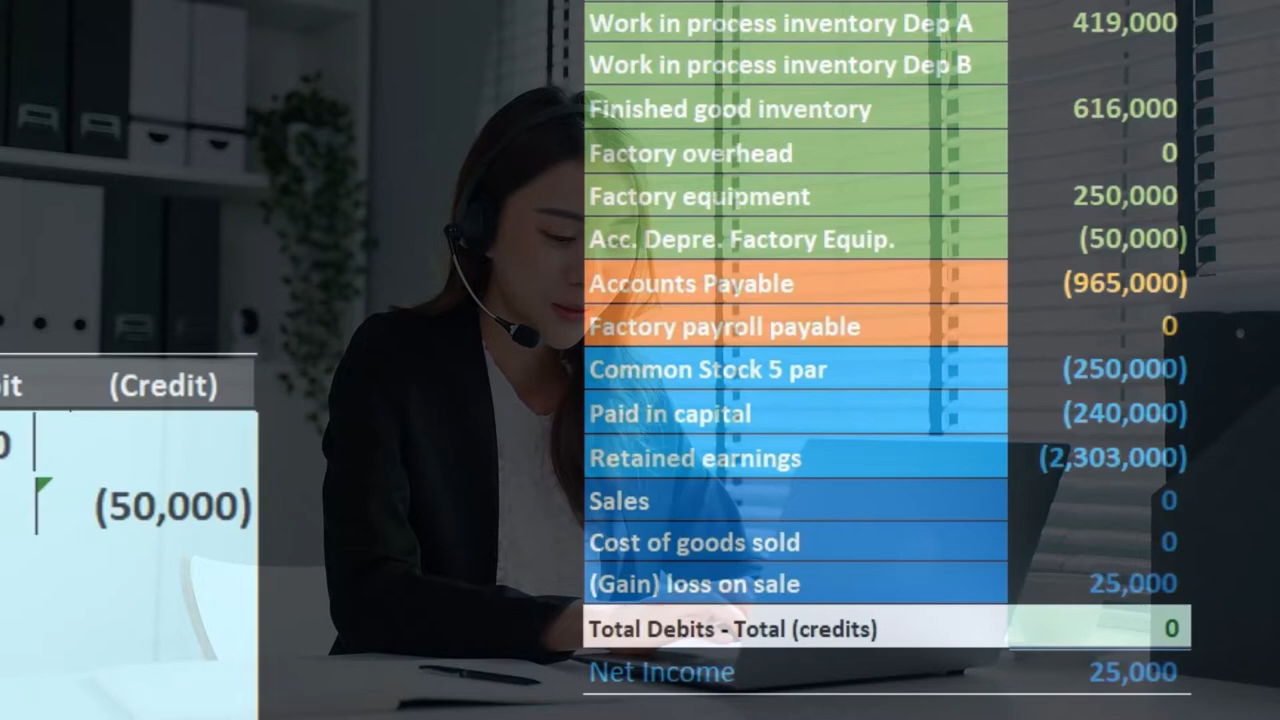 Work in process inventory Dep A 419,000
Work in process inventory Dep B
Finished good inventory 616,000
Factory overhead 0
Factory equipment 250,000
Acc. Depre. Factory Equip. (50,000)
Accounts Payable (965,000)
Factory payroll payable 0
Common Stock 5 par (250,000)
Paid in capital (240,000)
Retained earnings (2,303,000)
Sales 0
Cost of goods sold 0
(Gain) loss on sale 25,000
Total Debits - Total (credits) 0
Net Income 25,000
(Credit)
(50,000)